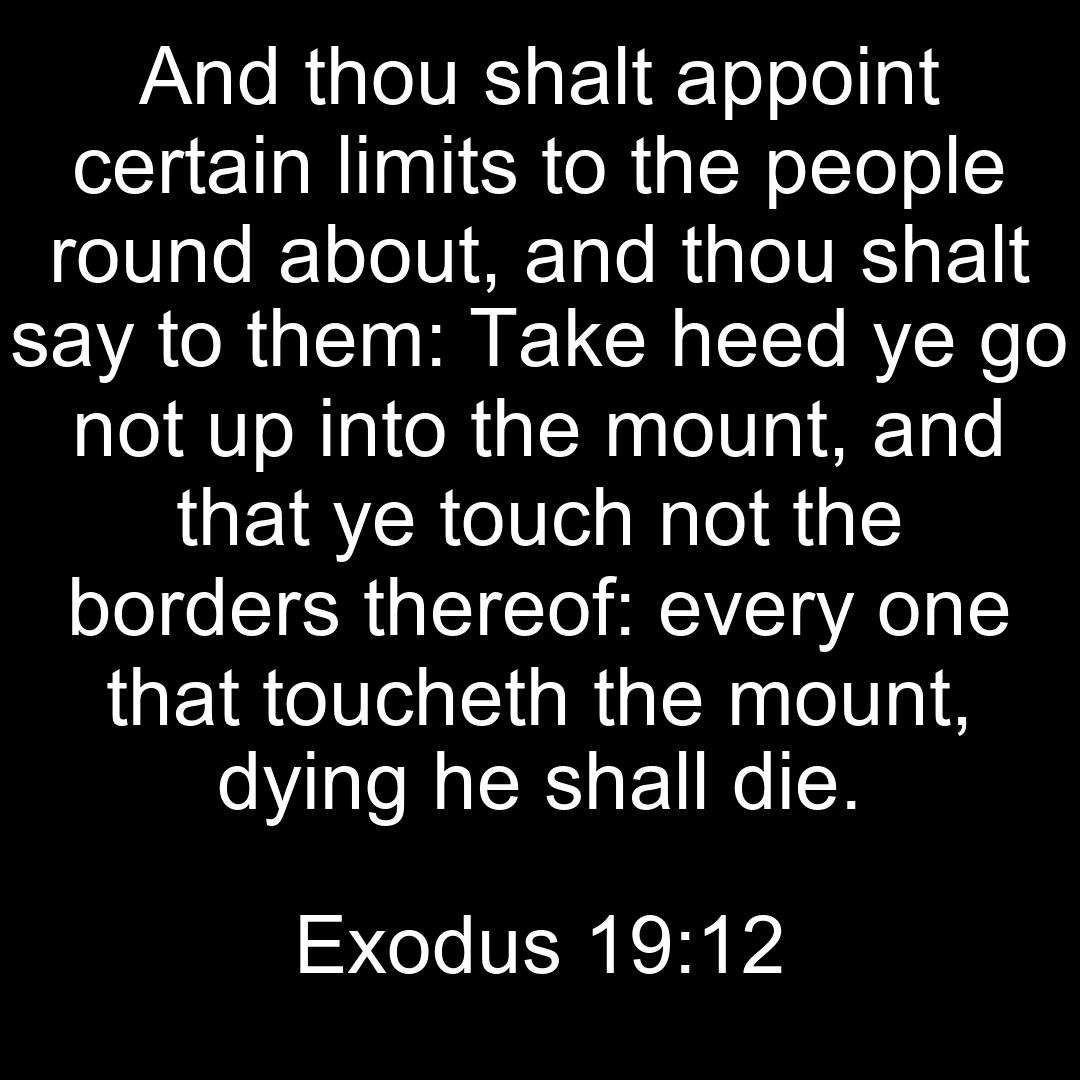 And thou shalt appoint
certain limits to the people
round about, and thou shalt
say to them: Take heed ye go
not up into the mount, and
that ye touch not the
borders thereof: every one
that toucheth the mount,
dying he shall die.
Exodus 19:12